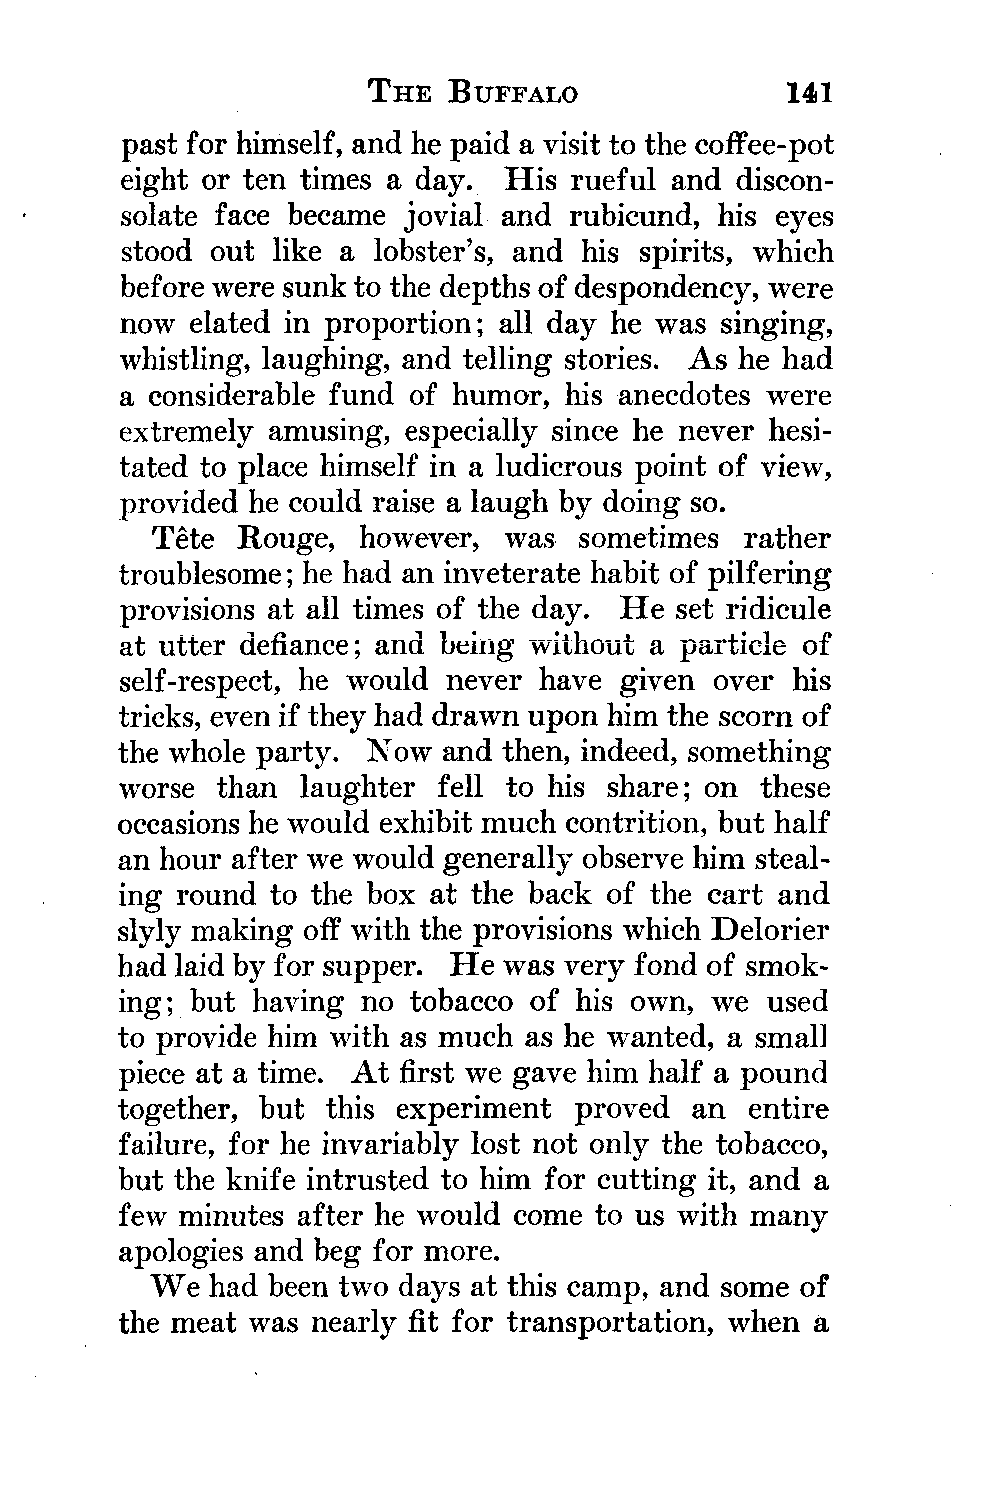 The Buffalo 141
past for himself, and he paid a visit to the coffee-pot
eight or ten times a day. His rueful and discon-
solate face became jovial and rubicund, his eyes
stood out like a lobster's, and his spirits, which
before were sunk to the depths of despondency, were
now elated in proportion; all day he was singing,
whistling, laughing, and telling stories. As he had
a considerable fund of humor, his anecdotes were
extremely amusing, especially since he never hesi-
tated to place himself in a ludicrous point of view,
provided he could raise a laugh by doing so.
Tête Rouge, however, was sometimes rather
troublesome; he had an inveterate habit of pilfering
provisions at all times of the day. He set ridicule
at utter defiance; and being without a particle of
self-respect, he would never have given over his
tricks, even if they had drawn upon him the scorn of
the whole party. Now and then, indeed, something
worse than laughter fell to his share; on these
occasions he would exhibit much contrition, but half
an hour after we would generally observe him steal-
ing round to the box at the back of the cart and
slyly making off with the provisions which Delorier
had laid by for supper. He was very fond of smok-
ing; but having no tobacco of his own, we used
to provide him with as much as he wanted, a small
piece at a time. At first we gave him half a pound
together, but this experiment proved an entire
failure, for he invariably lost not only the tobacco,
but the knife intrusted to him for cutting it, and a
few minutes after he would come to us with many
apologies and beg for more.
We had been two days at this camp, and some of
the meat was nearly fit for transportation, when a